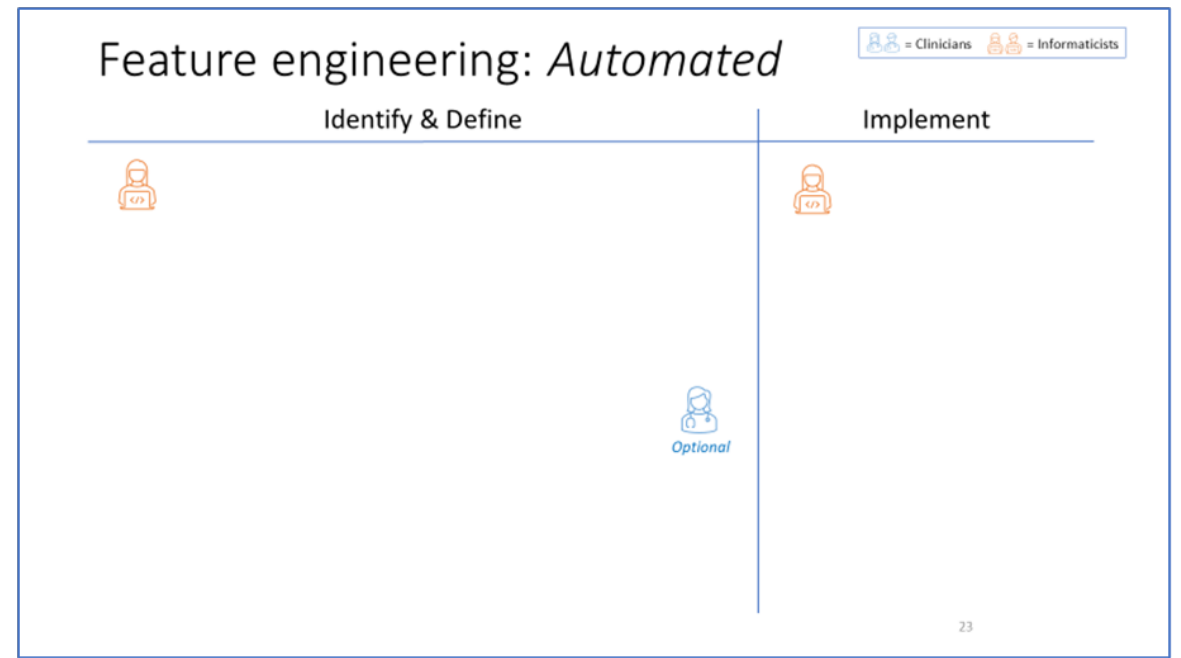 Feature engineering: Automated
= Clinicians = Informaticists
Identify & Define
Implement
</>
</>
Optional
23